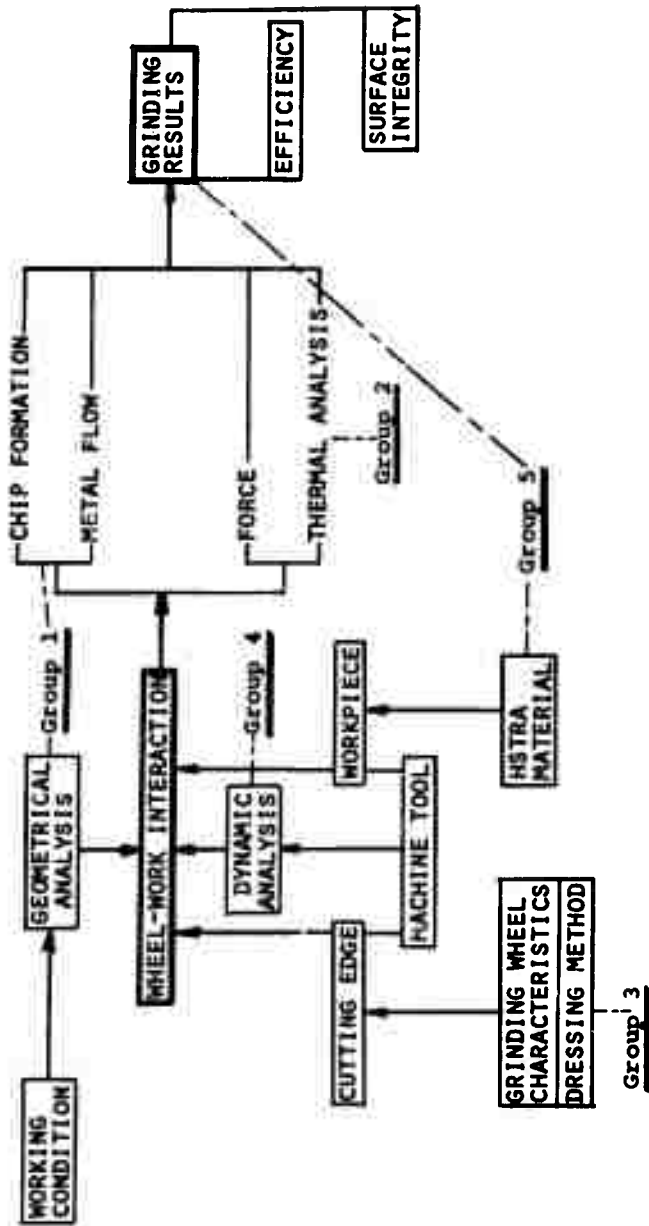 WORKING
CONDITION
GEOMETRICAL
ANALYSIS
Group 1
CHIP FORMATION
METAL FLOW
WHEEL-WORK INTERACTION
GRINDING
RESULTS
DYNAMIC
ANALYSIS
Group 4
FORCE
THERMAL ANALYSIS
EFFICIENCY
Group 2
CUTTING EDGE
WORKPIECE
SURFACE
INTEGRITY
MACHINE TOOL
GRINDING WHEEL
CHARACTERISTICS
DRESSING METHOD
HSTRA
MATERIAL
Group 5
Group 3